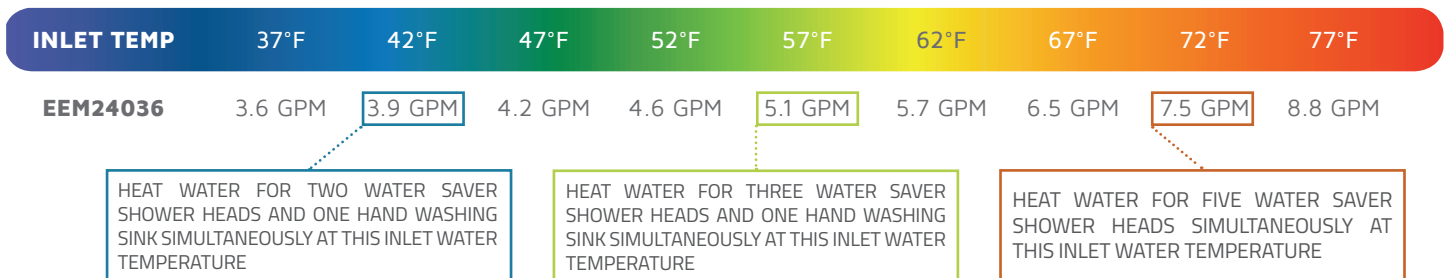 INLET TEMP 37°F 42°F 47°F 52°F 57°F 62°F 67°F 72°F 77°F
EEM24036 3.6 GPM 3.9 GPM 4.2 GPM 4.6 GPM 5.1 GPM 5.7 GPM 6.5 GPM 7.5 GPM 8.8 GPM
HEAT WATER FOR TWO WATER SAVER
SHOWER HEADS AND ONE HAND WASHING
SINK SIMULTANEOUSLY AT THIS INLET WATER
TEMPERATURE
HEAT WATER FOR THREE WATER SAVER
SHOWER HEADS AND ONE HAND WASHING
SINK SIMULTANEOUSLY AT THIS INLET WATER
TEMPERATURE
HEAT WATER FOR FIVE WATER SAVER
SHOWER HEADS SIMULTANEOUSLY AT
THIS INLET WATER TEMPERATURE